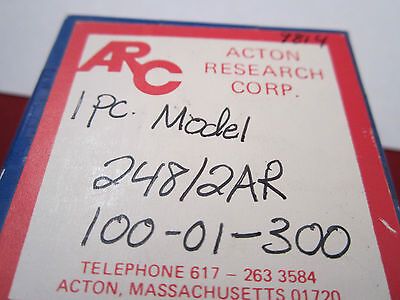 7814
ARC
ACTON
RESEARCH
CORP.
1 pc. Model
248/2AR
100-01-300
TELEPHONE 617 - 263 3584
ACTON, MASSACHUSETTS 01720